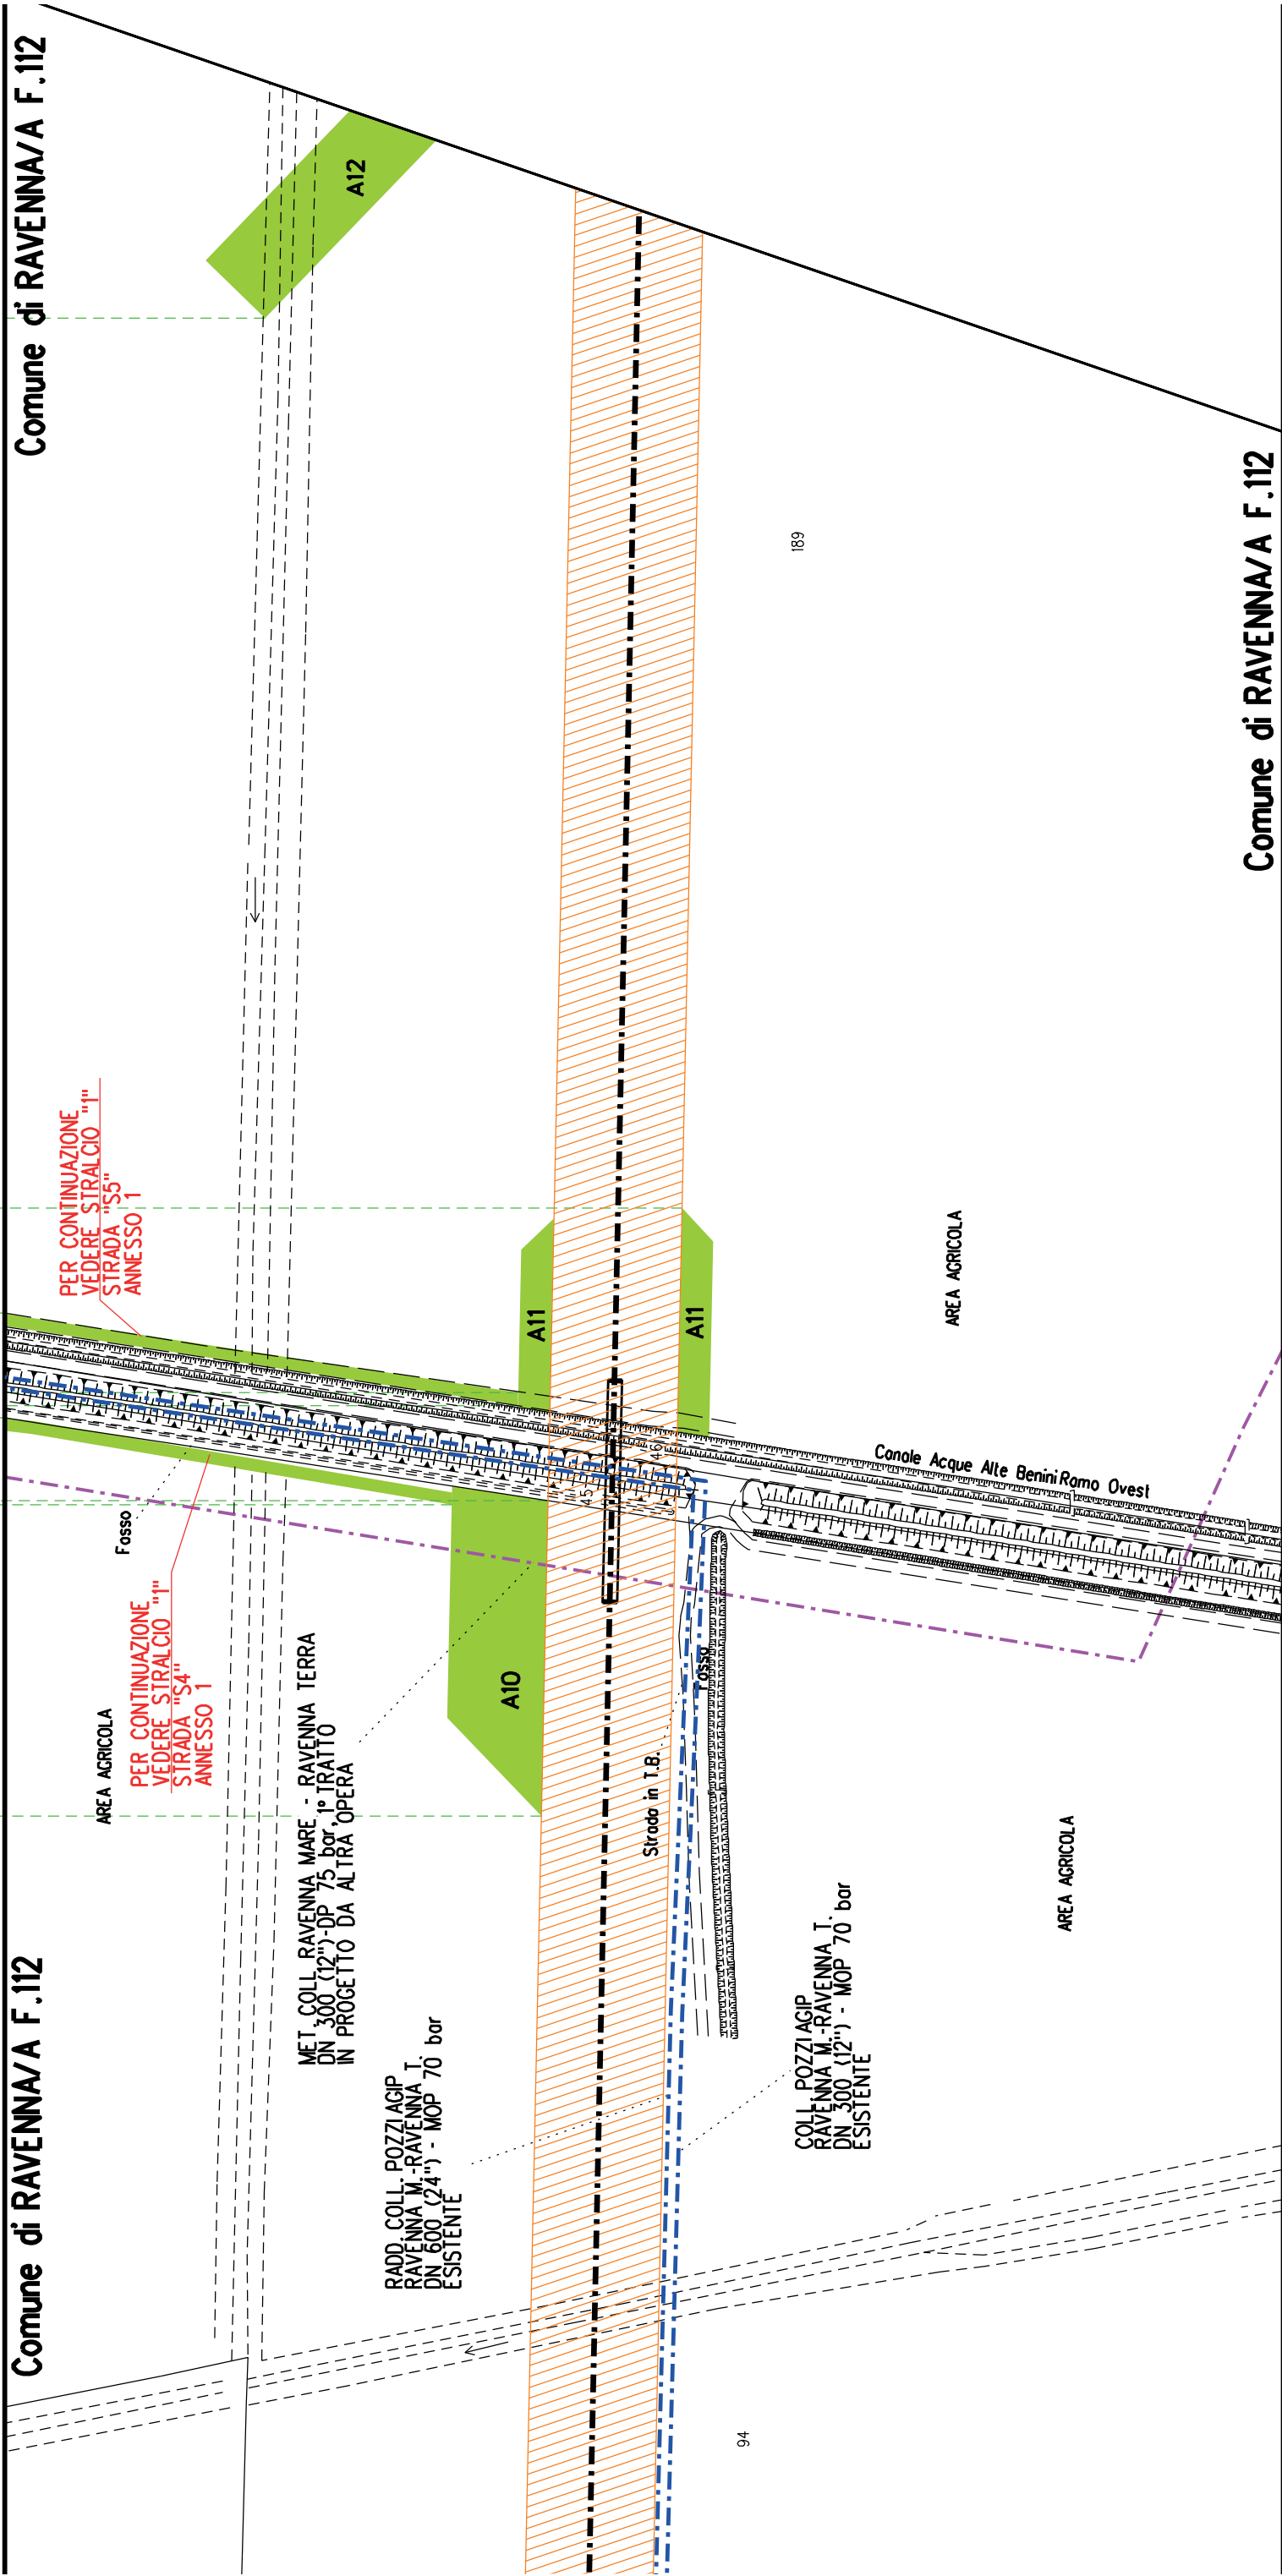 Comune di RAVENNA/A F.112
Comune di RAVENNA/A F.112
A12
PER CONTINUAZIONE
VEDERE STRALCIO "1"
STRADA "S5"
ANNESSO 1
189
A11
A11
AREA AGRICOLA
Canale Acque Alte Benini Ramo Ovest
Fosso
PER CONTINUAZIONE
VEDERE STRALCIO "1"
STRADA "S4"
ANNESSO 1
AREA AGRICOLA
MET. COLL. RAVENNA MARE - RAVENNA TERRA
DN 300 (12")-DP 75 bar, 1° TRATTO
IN PROGETTO DA ALTRA OPERA
A10
Fosso
Strada in T.B.
RADD. COLL. POZZI AGIP
RAVENNA M.-RAVENNA T.
DN 600 (24") - MOP 70 bar
ESISTENTE
COLL. POZZI AGIP
RAVENNA M.-RAVENNA T.
DN 300 (12") - MOP 70 bar
ESISTENTE
AREA AGRICOLA
94
Comune di RAVENNA/A F.112